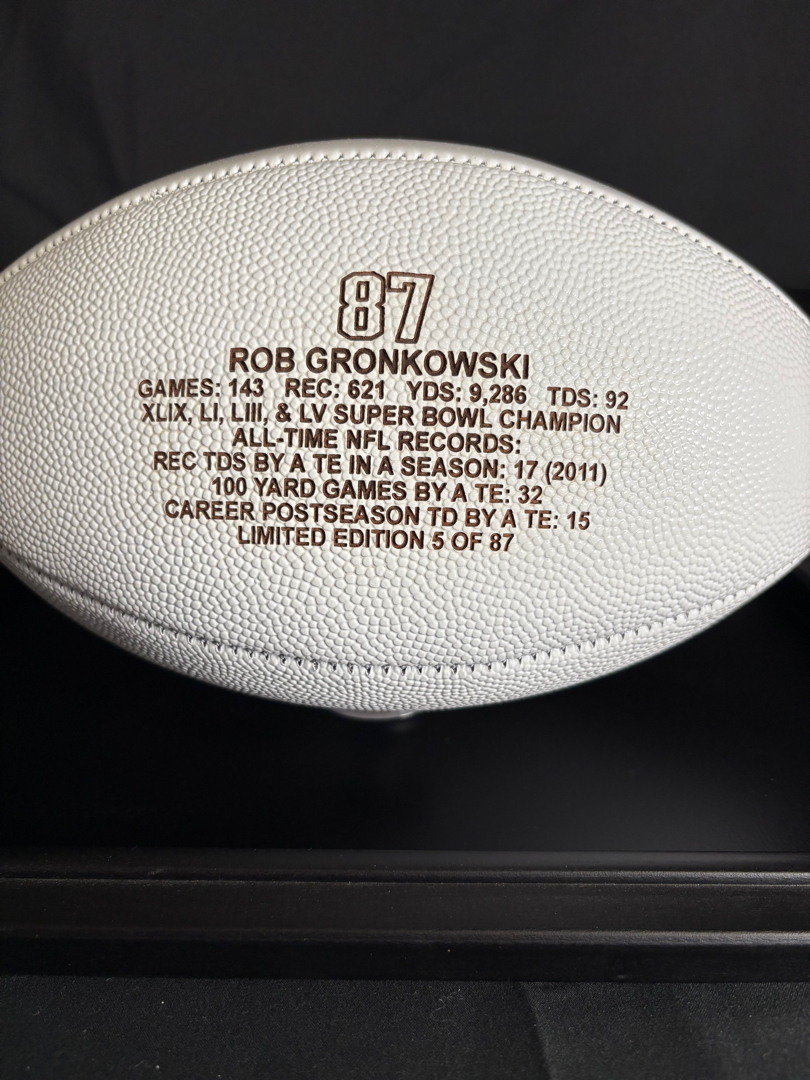 87
ROB GRONKOWSKI
GAMES: 143 REC: 621 YDS: 9,286 TDS: 92
XLIX, LI, LIII, & LV SUPER BOWL CHAMPION
ALL-TIME NFL RECORDS:
REC TDS BY A TE IN A SEASON: 17 (2011)
100 YARD GAMES BY A TE: 32
CAREER POSTSEASON TD BY A TE: 15
LIMITED EDITION 5 OF 87